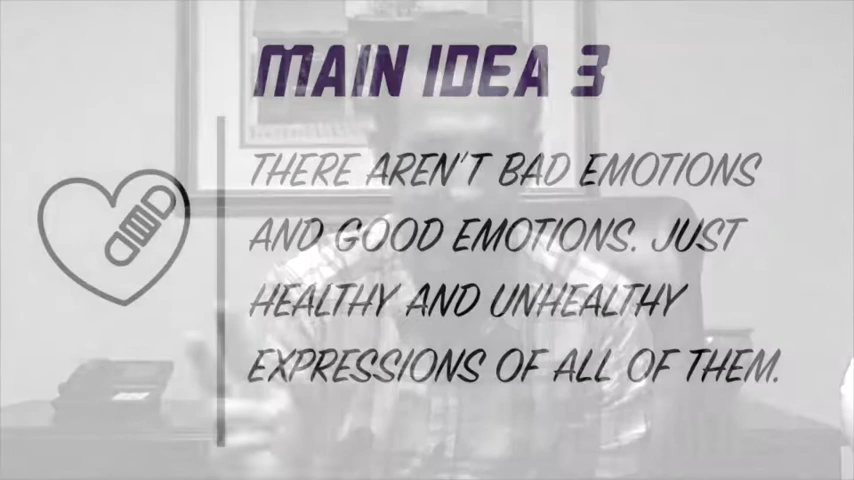 MAIN IDEA 3
THERE AREN'T BAD EMOTIONS
AND GOOD EMOTIONS. JUST
HEALTHY AND UNHEALTHY
EXPRESSIONS OF ALL OF THEM.